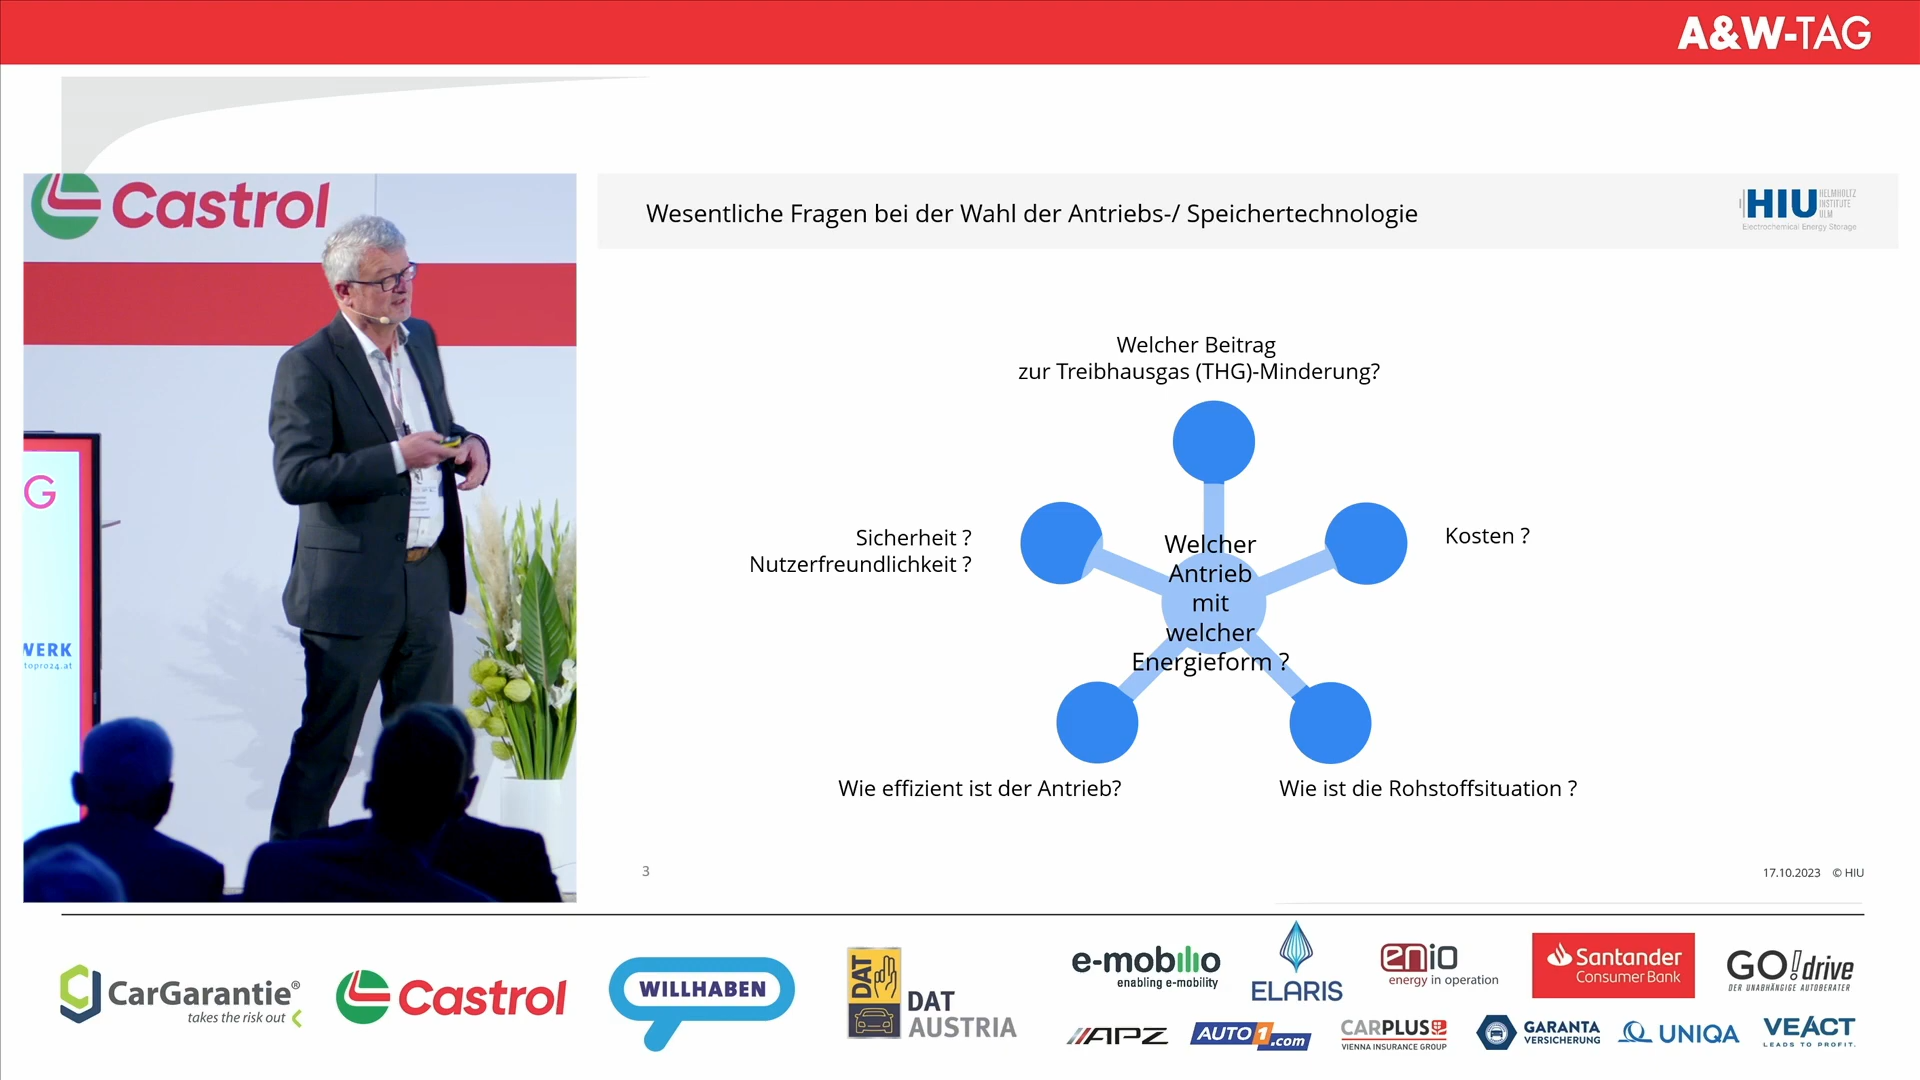 A&W-TAG
Castrol
G
WERK
topro24.at
Wesentliche Fragen bei der Wahl der Antriebs-/ Speichertechnologie
HIU
HELMHOLTZ
INSTITUTE
ULM
Electrochemical Energy Storage
Welcher Beitrag
zur Treibhausgas (THG)-Minderung?
Sicherheit ?
Nutzerfreundlichkeit ?
Kosten ?
Welcher
Antrieb
mit
welcher
Energieform ?
Wie effizient ist der Antrieb?
Wie ist die Rohstoffsituation ?
3
17.10.2023 © HIU
CarGarantie®
takes the risk out
Castrol
WILLHABEN
DAT
DAT
AUSTRIA
e-mobilio
enabling e-mobility
ELARIS
enio
energy in operation
Santander
Consumer Bank
GO!drive
DER UNABHÄNGIGE AUTOBERATER
APZ
AUTO1.com
CARPLUS
VIENNA INSURANCE GROUP
GARANTA
VERSICHERUNG
UNIQA
VEACT
LEADS TO PROFIT.